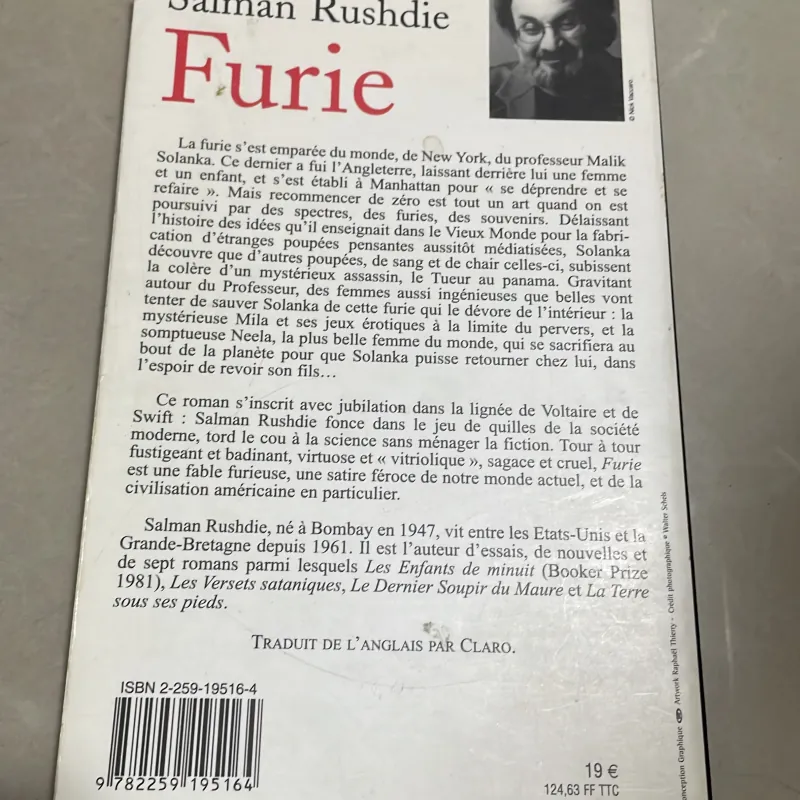 Salman Rushdie
Furie
© Nick Vaccaro.
La furie s'est emparée du monde, de New York, du professeur Malik
Solanka. Ce dernier a fui l'Angleterre, laissant derrière lui une femme
et un enfant, et s'est établi à Manhattan pour « se déprendre et se
refaire ». Mais recommencer de zéro est tout un art quand on est
poursuivi par des spectres, des furies, des souvenirs. Délaissant
l'histoire des idées qu'il enseignait dans le Vieux Monde pour la fabri-
cation d'étranges poupées pensantes aussitôt médiatisées, Solanka
découvre que d'autres poupées, de sang et de chair celles-ci, subissent
la colère d'un mystérieux assassin, le Tueur au panama. Gravitant
autour du Professeur, des femmes aussi ingénieuses que belles vont
tenter de sauver Solanka de cette furie qui le dévore de l'intérieur : la
mystérieuse Mila et ses jeux érotiques à la limite du pervers, et la
somptueuse Neela, la plus belle femme du monde, qui se sacrifiera au
bout de la planète pour que Solanka puisse retourner chez lui, dans
l'espoir de revoir son fils…
Ce roman s'inscrit avec jubilation dans la lignée de Voltaire et de
Swift : Salman Rushdie fonce dans le jeu de quilles de la société
moderne, tord le cou à la science sans ménager la fiction. Tour à tour
fustigeant et badinant, virtuose et « vitriolique », sagace et cruel, Furie
est une fable furieuse, une satire féroce de notre monde actuel, et de la
civilisation américaine en particulier.
Salman Rushdie, né à Bombay en 1947, vit entre les Etats-Unis et la
Grande-Bretagne depuis 1961. Il est l'auteur d'essais, de nouvelles et
de sept romans parmi lesquels Les Enfants de minuit (Booker Prize
1981), Les Versets sataniques, Le Dernier Soupir du Maure et La Terre
sous ses pieds.
TRADUIT DE L'ANGLAIS PAR CLARO.
ISBN 2-259-19516-4
9 782259 195164
19 €
124,63 FF TTC
Graphique Artwork Raphaël Thierry - Crédit photographique © Walter Schels